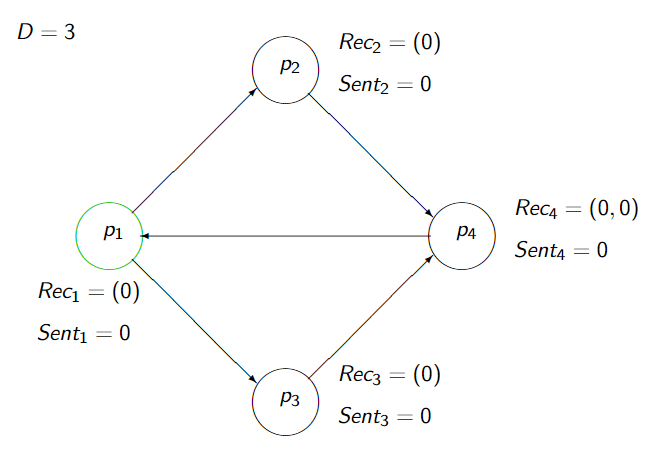 D = 3
Rec₂ = (0)
p₂
Sent₂ = 0
Rec₄ = (0, 0)
p₁
p₄
Sent₄ = 0
Rec₁ = (0)
Sent₁ = 0
Rec₃ = (0)
p₃
Sent₃ = 0